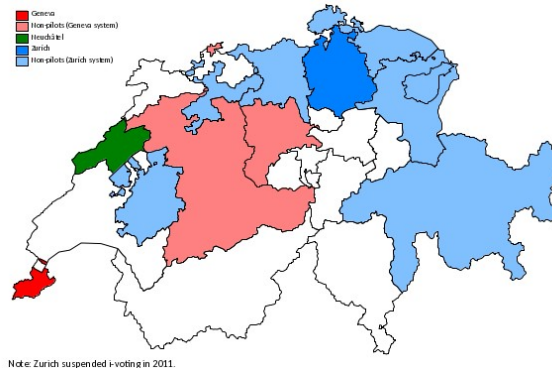 Geneva
Non-pilots (Geneva system)
Neuchâtel
Zurich
Non-pilots (Zurich system)
Note: Zurich suspended i-voting in 2011.